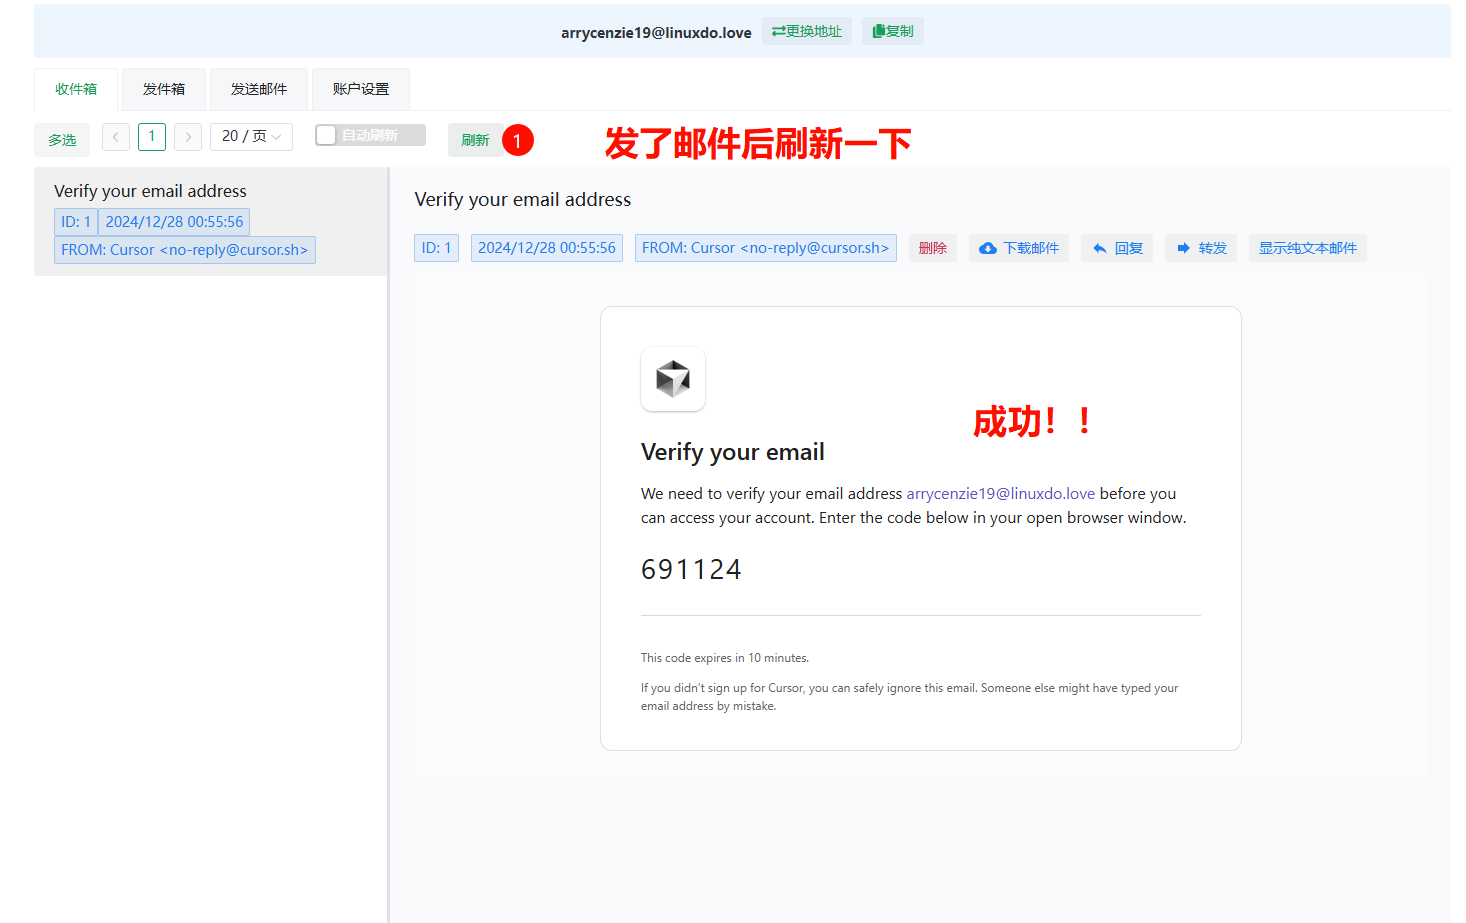 arrycenzie19@linuxdo.love 更换地址 复制
收件箱 发件箱 发送邮件 账户设置
多选 1 20 / 页 自动刷新 刷新 1 发了邮件后刷新一下
Verify your email address
ID: 1 2024/12/28 00:55:56
FROM: Cursor <no-reply@cursor.sh>
Verify your email address
ID: 1 2024/12/28 00:55:56 FROM: Cursor <no-reply@cursor.sh> 删除 下载邮件 回复 转发 显示纯文本邮件
成功！！
Verify your email
We need to verify your email address arrycenzie19@linuxdo.love before you
can access your account. Enter the code below in your open browser window.
691124
This code expires in 10 minutes.
If you didn't sign up for Cursor, you can safely ignore this email. Someone else might have typed your
email address by mistake.